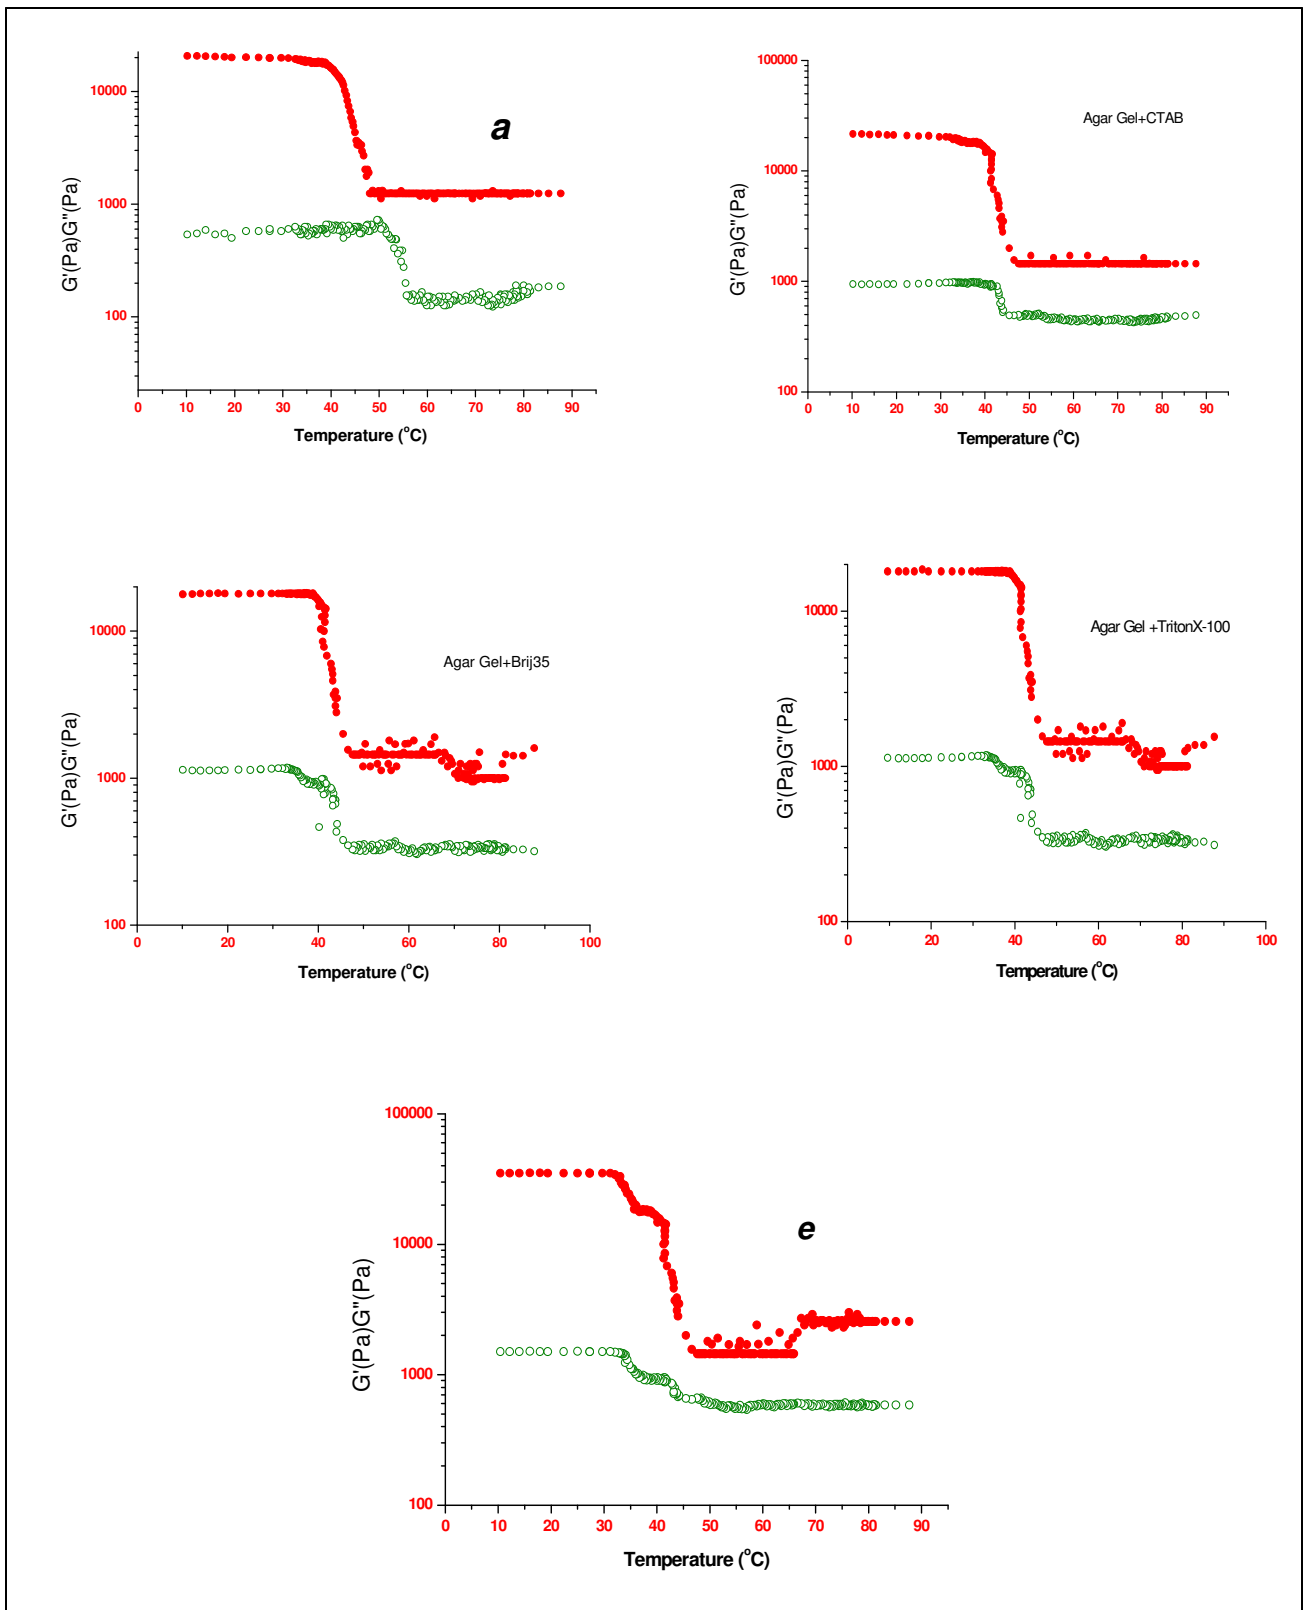 a
10000
1000
100
G'(Pa)G"(Pa)
0 10 20 30 40 50 60 70 80 90
Temperature (°C)
100000
Agar Gel+CTAB
10000
1000
100
G'(Pa)G"(Pa)
10 20 30 40 50 60 70 80 90
Temperature (°C)
10000
Agar Gel+Brij35
1000
100
G'(Pa)G"(Pa)
0 20 40 60 80 100
Temperature (°C)
10000
Agar Gel +TritonX-100
1000
100
G'(Pa)G"(Pa)
0 20 40 60 80 100
Temperature (°C)
100000
e
10000
1000
100
G'(Pa)G"(Pa)
0 10 20 30 40 50 60 70 80 90
Temperature (°C)